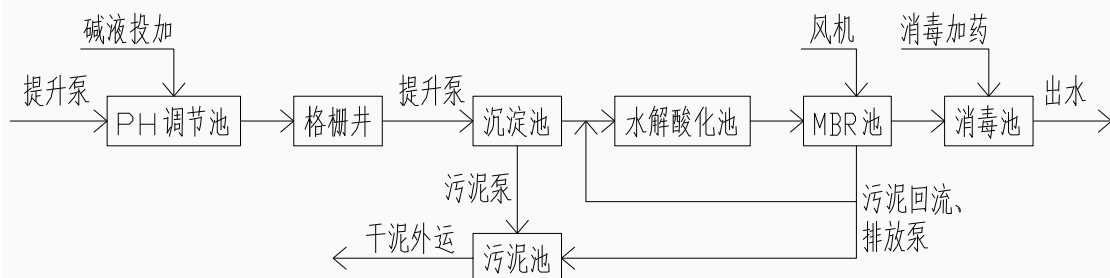 碱液投加
风机
消毒加药
提升泵
提升泵
出水
PH调节池
格栅井
沉淀池
水解酸化池
MBR池
消毒池
污泥泵
污泥回流、
排放泵
干泥外运
污泥池